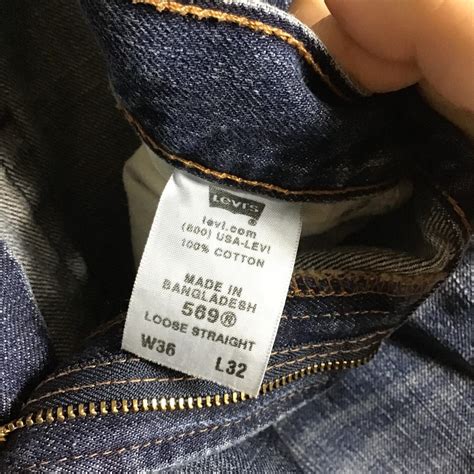 Levi's
®
levi.com
(800) USA-LEVI
100% COTTON
MADE IN
BANGLADESH
569®
LOOSE STRAIGHT
W36 L32